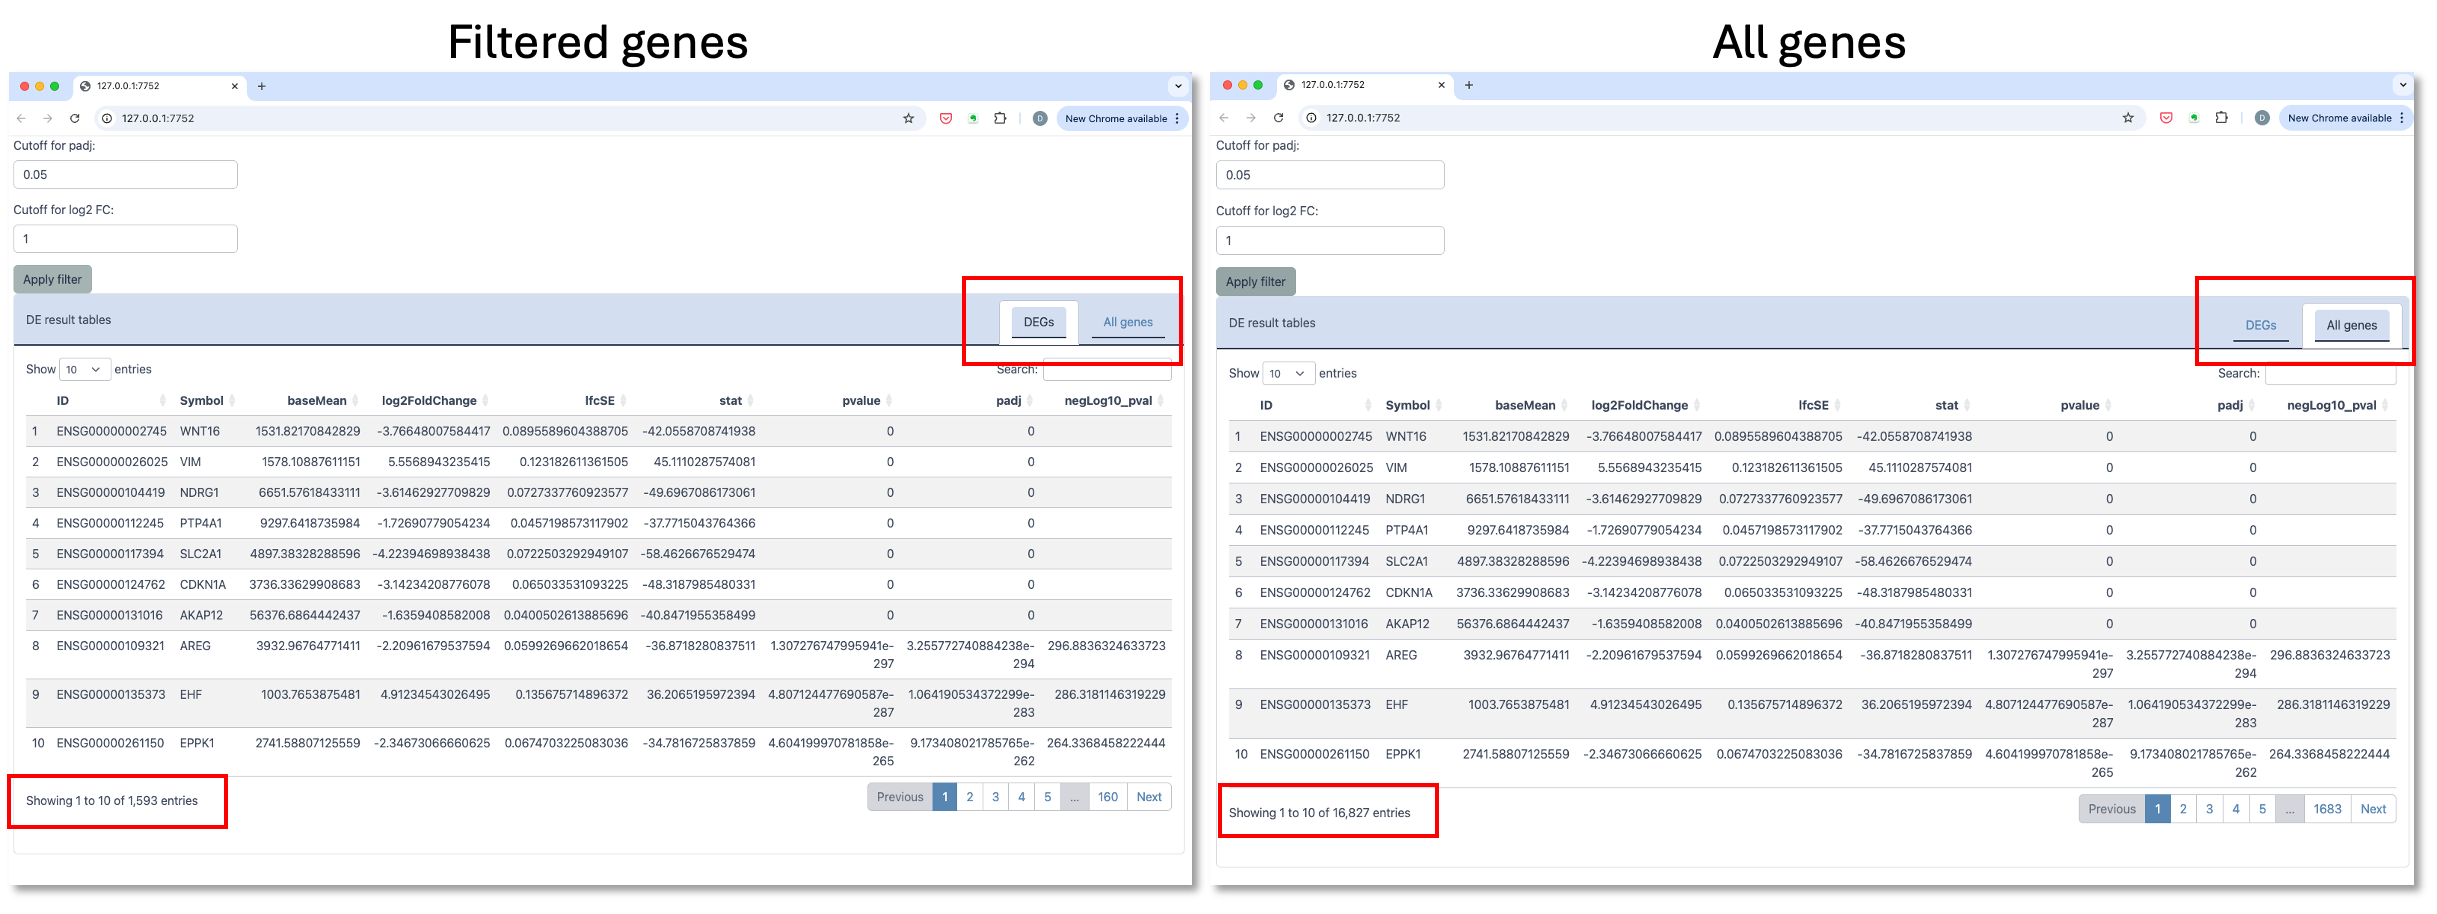 Filtered genes
127.0.0.1:7752
127.0.0.1:7752
D
New Chrome available
Cutoff for padj:
0.05
Cutoff for log2 FC:
1
Apply filter
DE result tables
DEGs
All genes
Show 10 entries
Search:
ID Symbol baseMean log2FoldChange lfcSE stat pvalue padj negLog10_pval
1 ENSG00000002745 WNT16 1531.82170842829 -3.76648007584417 0.0895589604388705 -42.0558708741938 0 0
2 ENSG00000026025 VIM 1578.10887611151 5.5568943235415 0.123182611361505 45.1110287574081 0 0
3 ENSG00000104419 NDRG1 6651.57618433111 -3.61462927709829 0.0727337760923577 -49.6967086173061 0 0
4 ENSG00000112245 PTP4A1 9297.6418735984 -1.72690779054234 0.0457198573117902 -37.7715043764366 0 0
5 ENSG00000117394 SLC2A1 4897.38328288596 -4.22394698938438 0.0722503292949107 -58.4626676529474 0 0
6 ENSG00000124762 CDKN1A 3736.33629908683 -3.14234208776078 0.065033531093225 -48.3187985480331 0 0
7 ENSG00000131016 AKAP12 56376.6864442437 -1.6359408582008 0.0400502613885696 -40.8471955358499 0 0
8 ENSG00000109321 AREG 3932.96764771411 -2.20961679537594 0.0599269662018654 -36.8718280837511 1.307276747995941e- 3.255772740884238e- 296.8836324633723
297 294
9 ENSG00000135373 EHF 1003.7653875481 4.91234543026495 0.135675714896372 36.2065195972394 4.807124477690587e- 1.064190534372299e- 286.3181146319229
287 283
10 ENSG00000261150 EPPK1 2741.58807125559 -2.34673066660625 0.0674703225083036 -34.7816725837859 4.604199970781858e- 9.173408021785765e- 264.3368458222444
265 262
Showing 1 to 10 of 1,593 entries
Previous 1 2 3 4 5 ... 160 Next
All genes
127.0.0.1:7752
127.0.0.1:7752
D
New Chrome available
Cutoff for padj:
0.05
Cutoff for log2 FC:
1
Apply filter
DE result tables
DEGs
All genes
Show 10 entries
Search:
ID Symbol baseMean log2FoldChange lfcSE stat pvalue padj negLog10_pval
1 ENSG00000002745 WNT16 1531.82170842829 -3.76648007584417 0.0895589604388705 -42.0558708741938 0 0
2 ENSG00000026025 VIM 1578.10887611151 5.5568943235415 0.123182611361505 45.1110287574081 0 0
3 ENSG00000104419 NDRG1 6651.57618433111 -3.61462927709829 0.0727337760923577 -49.6967086173061 0 0
4 ENSG00000112245 PTP4A1 9297.6418735984 -1.72690779054234 0.0457198573117902 -37.7715043764366 0 0
5 ENSG00000117394 SLC2A1 4897.38328288596 -4.22394698938438 0.0722503292949107 -58.4626676529474 0 0
6 ENSG00000124762 CDKN1A 3736.33629908683 -3.14234208776078 0.065033531093225 -48.3187985480331 0 0
7 ENSG00000131016 AKAP12 56376.6864442437 -1.6359408582008 0.0400502613885696 -40.8471955358499 0 0
8 ENSG00000109321 AREG 3932.96764771411 -2.20961679537594 0.0599269662018654 -36.8718280837511 1.307276747995941e- 3.255772740884238e- 296.8836324633723
297 294
9 ENSG00000135373 EHF 1003.7653875481 4.91234543026495 0.135675714896372 36.2065195972394 4.807124477690587e- 1.064190534372299e- 286.3181146319229
287 283
10 ENSG00000261150 EPPK1 2741.58807125559 -2.34673066660625 0.0674703225083036 -34.7816725837859 4.604199970781858e- 9.173408021785765e- 264.3368458222444
265 262
Showing 1 to 10 of 16,827 entries
Previous 1 2 3 4 5 ... 1683 Next